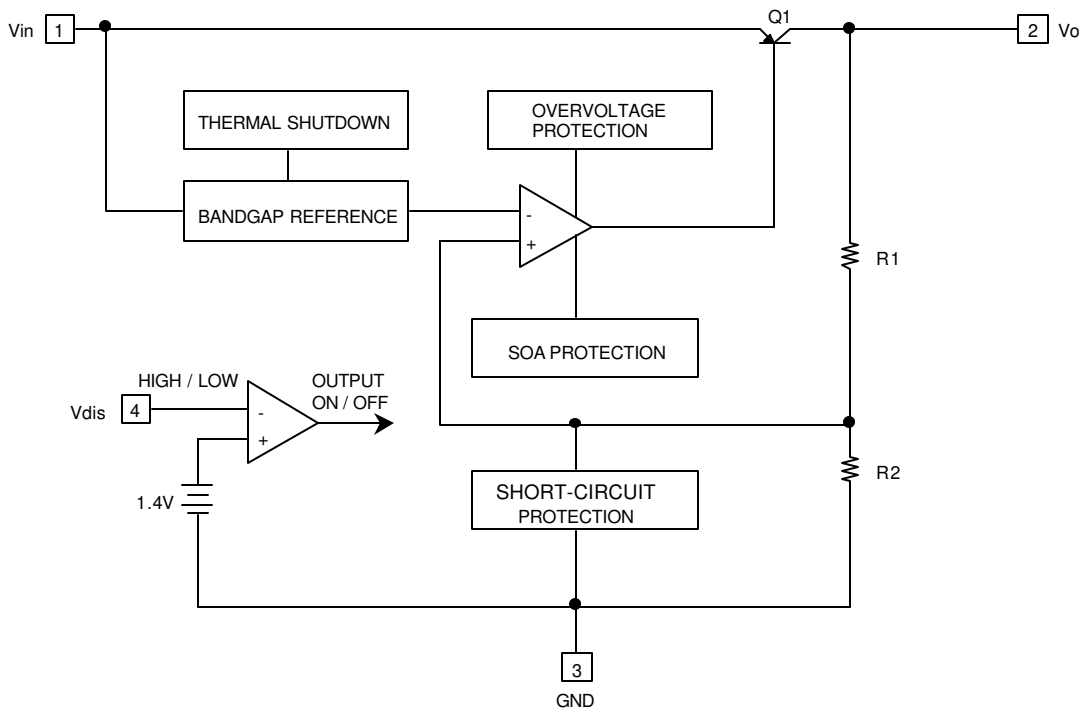 Q1
Vin 1
2 Vo
THERMAL SHUTDOWN
OVERVOLTAGE
PROTECTION
BANDGAP REFERENCE
-
+
R1
SOA PROTECTION
HIGH / LOW
OUTPUT
ON / OFF
Vdis 4
-
+
1.4V
SHORT-CIRCUIT
PROTECTION
R2
3
GND